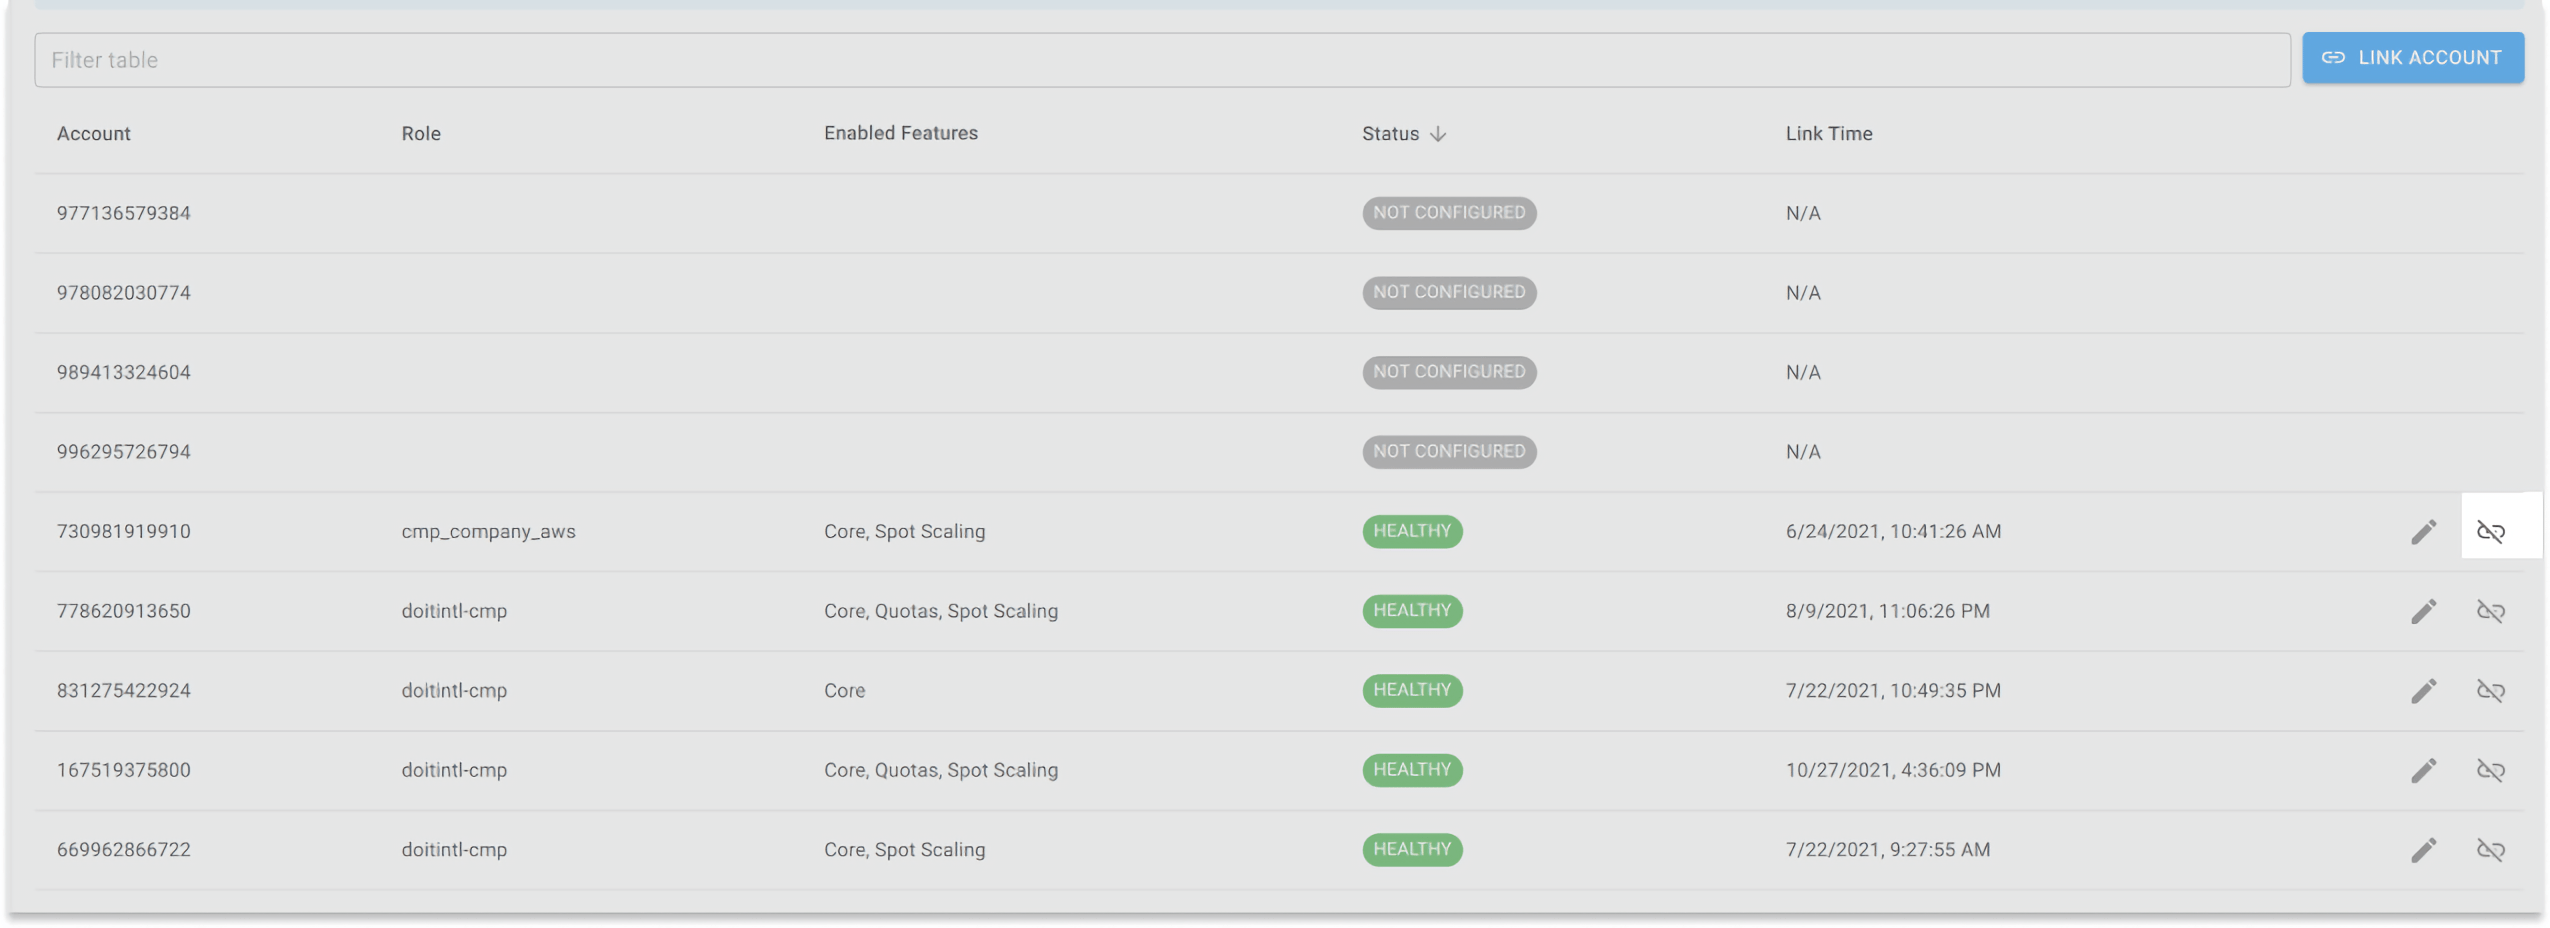 Filter table
LINK ACCOUNT
Account Role Enabled Features Status Link Time
977136579384 NOT CONFIGURED N/A
978082030774 NOT CONFIGURED N/A
989413324604 NOT CONFIGURED N/A
996295726794 NOT CONFIGURED N/A
730981919910 cmp_company_aws Core, Spot Scaling HEALTHY 6/24/2021, 10:41:26 AM
778620913650 doitintl-cmp Core, Quotas, Spot Scaling HEALTHY 8/9/2021, 11:06:26 PM
831275422924 doitintl-cmp Core HEALTHY 7/22/2021, 10:49:35 PM
167519375800 doitintl-cmp Core, Quotas, Spot Scaling HEALTHY 10/27/2021, 4:36:09 PM
669962866722 doitintl-cmp Core, Spot Scaling HEALTHY 7/22/2021, 9:27:55 AM